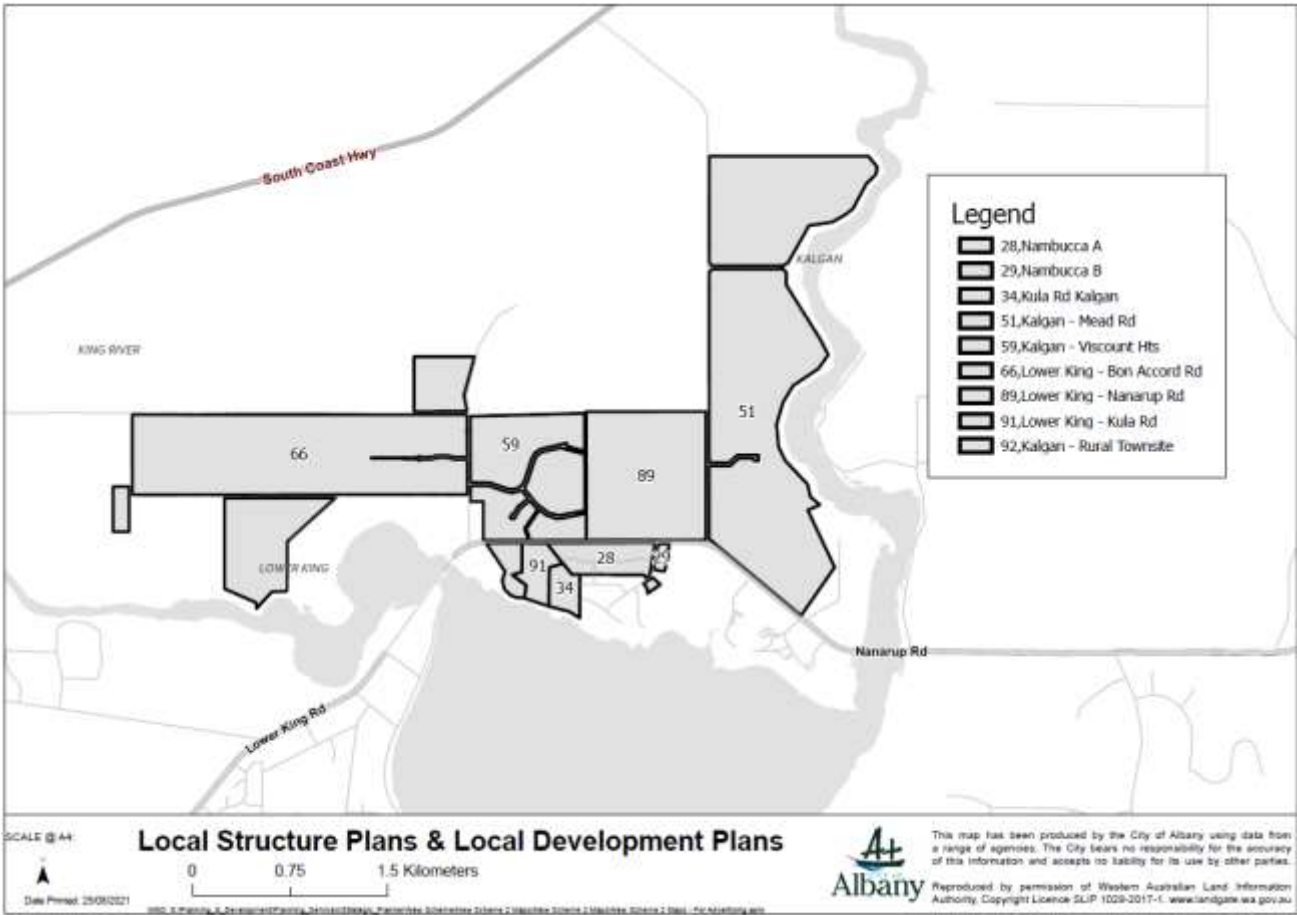 South Coast Hwy
KALGAN
KING RIVER
Legend
28,Nambucca A
29,Nambucca B
34,Kula Rd Kalgan
51,Kalgan - Mead Rd
59,Kalgan - Viscount Hts
66,Lower King - Bon Accord Rd
89,Lower King - Nanarup Rd
91,Lower King - Kula Rd
92,Kalgan - Rural Townsite
51
59
66
89
28
LOWER KING
91
34
Nanarup Rd
Lower King Rd
SCALE @ A4:
Local Structure Plans & Local Development Plans
0 0.75 1.5 Kilometers
Albany
This map has been produced by the City of Albany using data from
a range of agencies. The City bears no responsibility for the accuracy
of this information and accepts no liability for its use by other parties.
Reproduced by permission of Western Australian Land Information
Authority, Copyright Licence SLIP 1029-2017-1. www.landgate.wa.gov.au